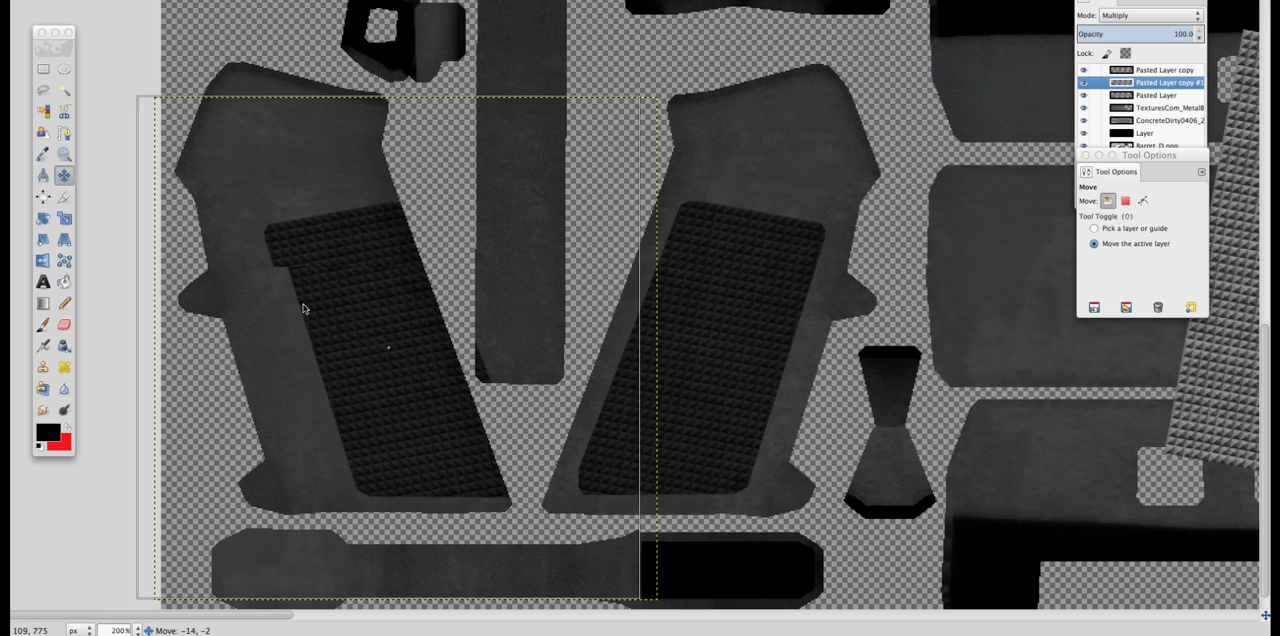 Mode: Multiply
Opacity 100.0
Lock:
Pasted Layer copy
Pasted Layer copy #1
Pasted Layer
TexturesCom_MetalB
ConcreteDirty0406_2
Layer
Barret_D.png
Tool Options
Tool Options
Move
Move:
Tool Toggle (⇧)
Pick a layer or guide
Move the active layer
109, 775 px 200% Move: -14, -2